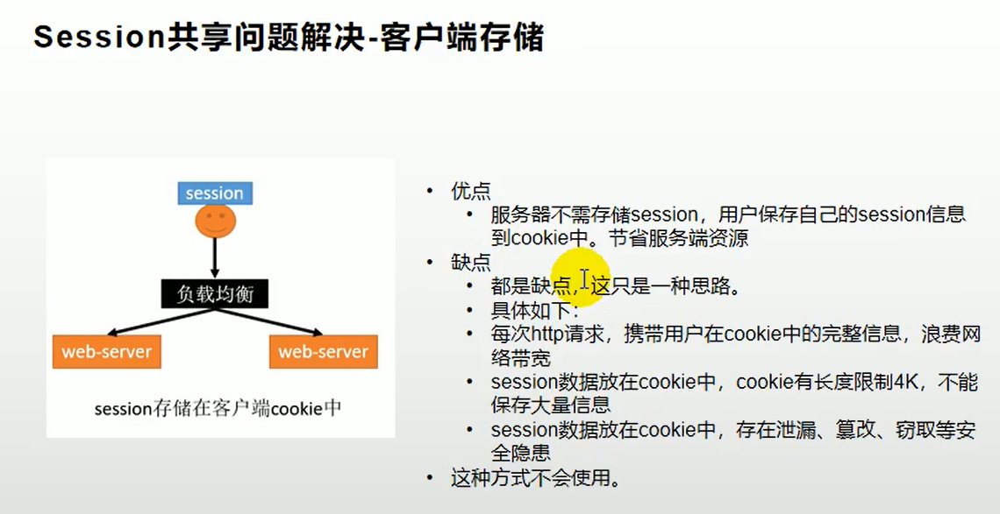 Session共享问题解决-客户端存储
session
负载均衡
web-server
web-server
session存储在客户端cookie中
• 优点
• 服务器不需存储session，用户保存自己的session信息
到cookie中。节省服务端资源
• 缺点
• 都是缺点，这只是一种思路。
• 具体如下：
• 每次http请求，携带用户在cookie中的完整信息，浪费网
络带宽
• session数据放在cookie中，cookie有长度限制4K，不能
保存大量信息
• session数据放在cookie中，存在泄漏、篡改、窃取等安
全隐患
• 这种方式不会使用。